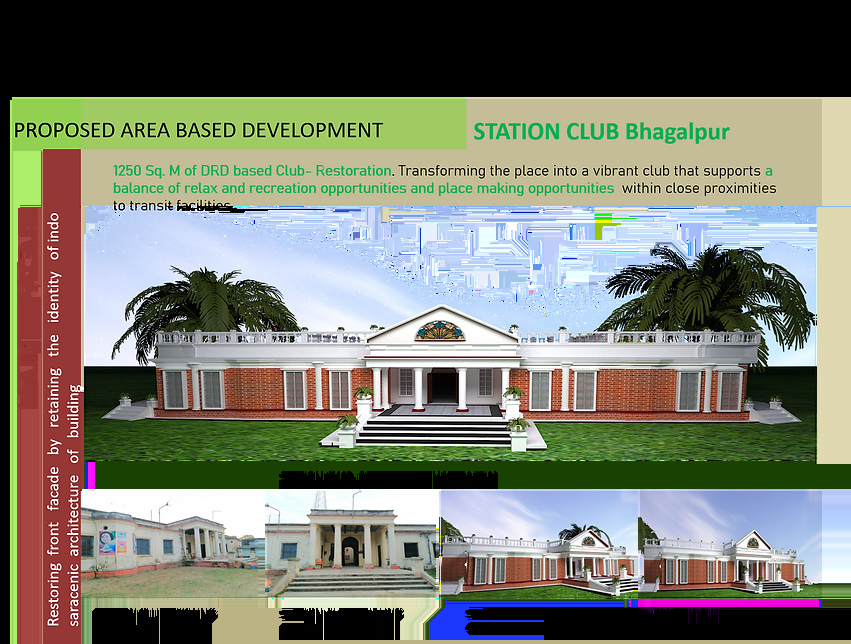 PROPOSED AREA BASED DEVELOPMENT
STATION CLUB Bhagalpur
1250 Sq. M of DRD based Club– Restoration. Transforming the place into a vibrant club that supports a
balance of relax and recreation opportunities and place making opportunities within close proximities
to transit facilities
Restoring front facade by retaining the identity of indo
saracenic architecture of building